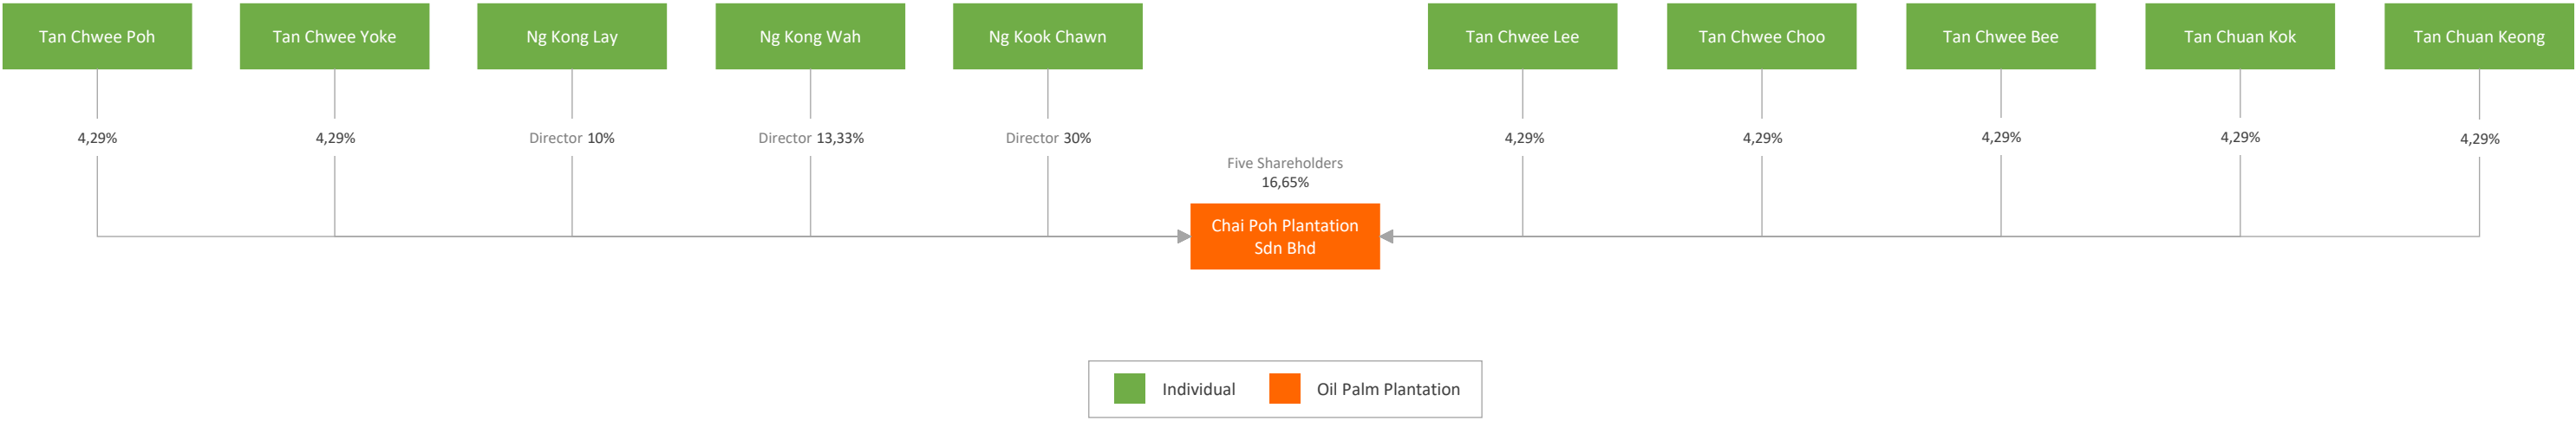 Tan Chwee Poh
Tan Chwee Yoke
Ng Kong Lay
Ng Kong Wah
Ng Kook Chawn
Tan Chwee Lee
Tan Chwee Choo
Tan Chwee Bee
Tan Chuan Kok
Tan Chuan Keong
4,29%
4,29%
Director 10%
Director 13,33%
Director 30%
4,29%
4,29%
4,29%
4,29%
4,29%
Five Shareholders
16,65%
Chai Poh Plantation
Sdn Bhd
Individual
Oil Palm Plantation